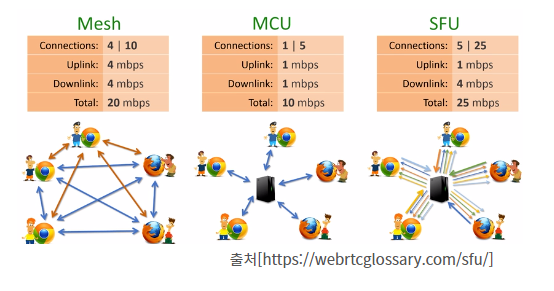 Mesh
Connections: 4 | 10
Uplink: 4 mbps
Downlink: 4 mbps
Total: 20 mbps
MCU
Connections: 1 | 5
Uplink: 1 mbps
Downlink: 1 mbps
Total: 10 mbps
SFU
Connections: 5 | 25
Uplink: 1 mbps
Downlink: 4 mbps
Total: 25 mbps
출처[https://webrtcglossary.com/sfu/]